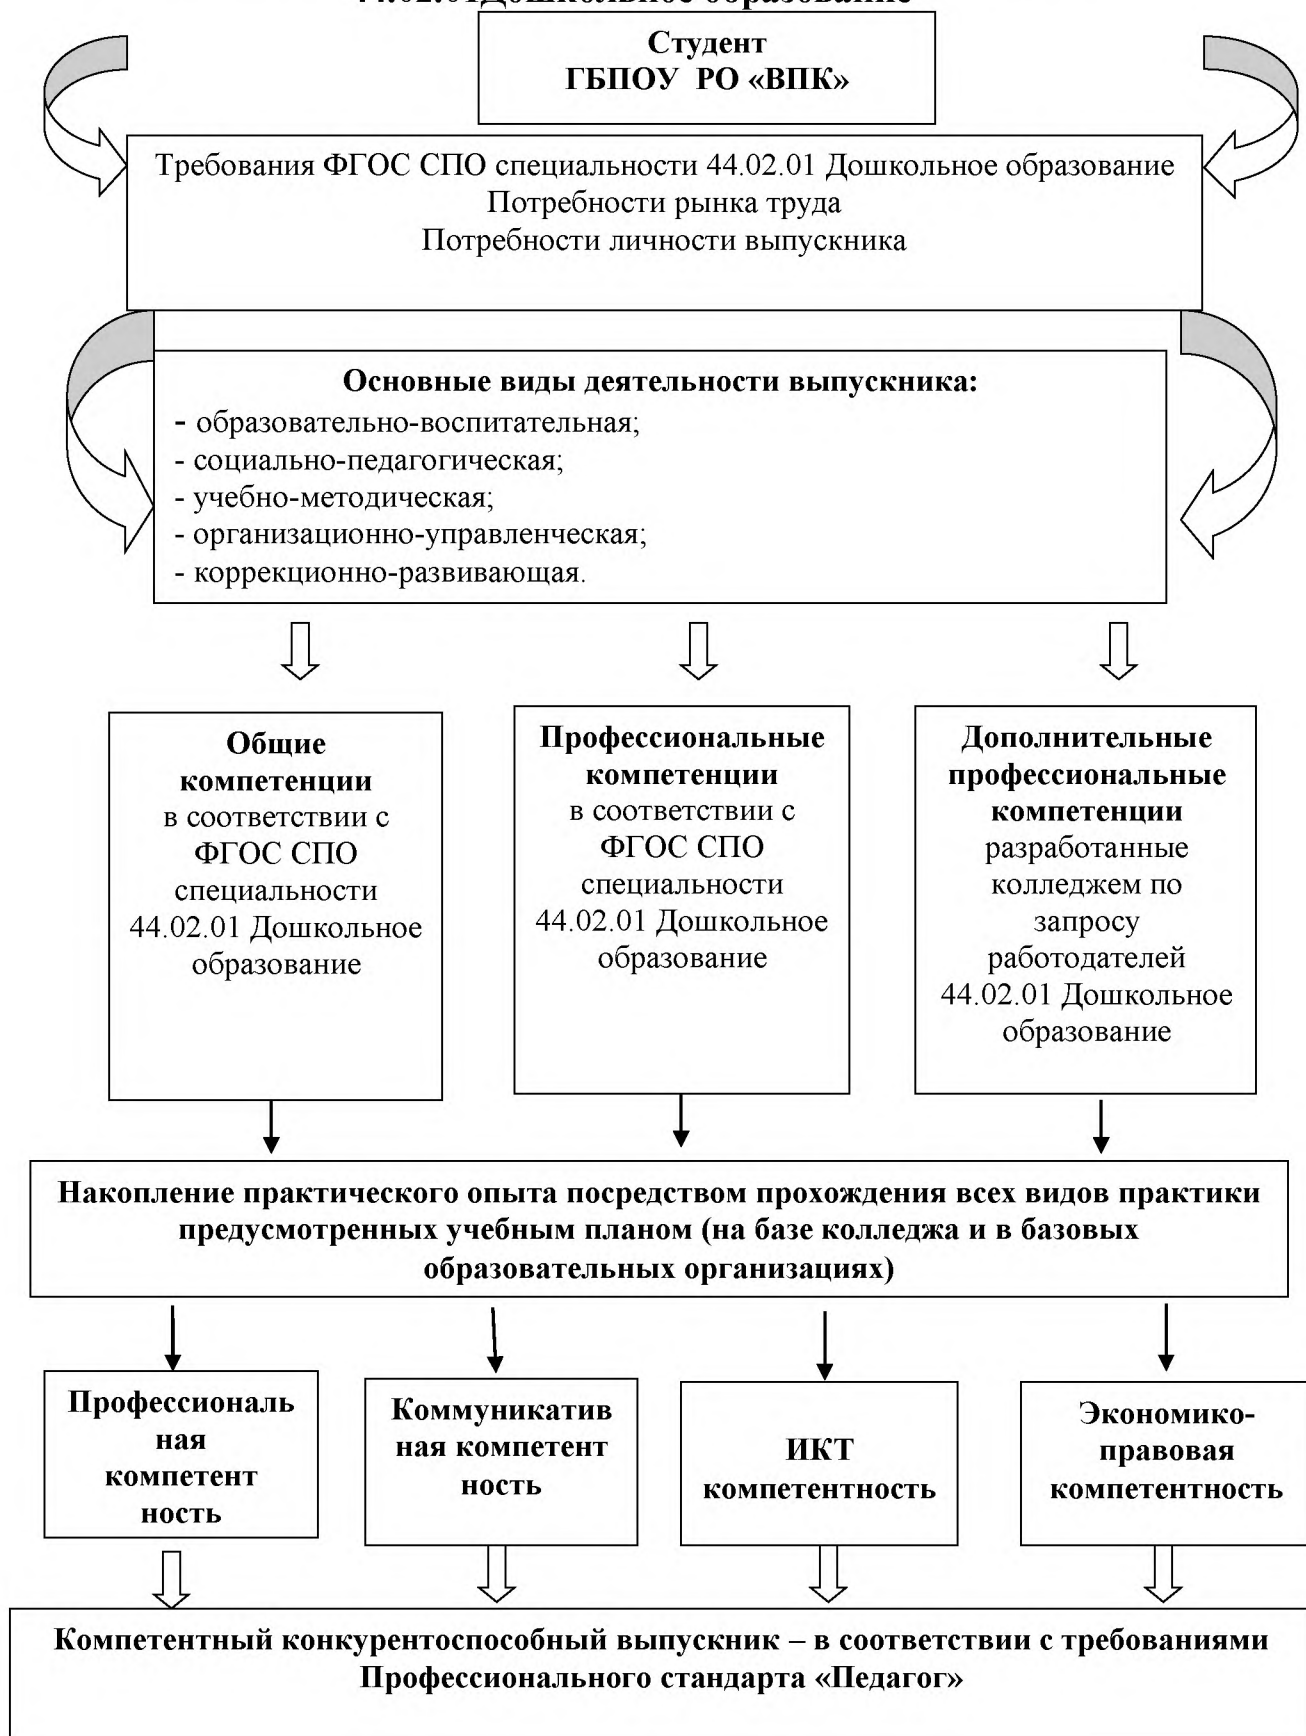 44.02.01Дошкольное образование
Студент
ГБПОУ РО «ВПК»
Требования ФГОС СПО специальности 44.02.01 Дошкольное образование
Потребности рынка труда
Потребности личности выпускника
Основные виды деятельности выпускника:
- образовательно-воспитательная;
- социально-педагогическая;
- учебно-методическая;
- организационно-управленческая;
- коррекционно-развивающая.
Общие
компетенции
в соответствии с
ФГОС СПО
специальности
44.02.01 Дошкольное
образование
Профессиональные
компетенции
в соответствии с
ФГОС СПО
специальности
44.02.01 Дошкольное
образование
Дополнительные
профессиональные
компетенции
разработанные
колледжем по
запросу
работодателей
44.02.01 Дошкольное
образование
Накопление практического опыта посредством прохождения всех видов практики
предусмотренных учебным планом (на базе колледжа и в базовых
образовательных организациях)
Профессиональ
ная
компетент
ность
Коммуникатив
ная компетент
ность
ИКТ
компетентность
Экономико-
правовая
компетентность
Компетентный конкурентоспособный выпускник – в соответствии с требованиями
Профессионального стандарта «Педагог»